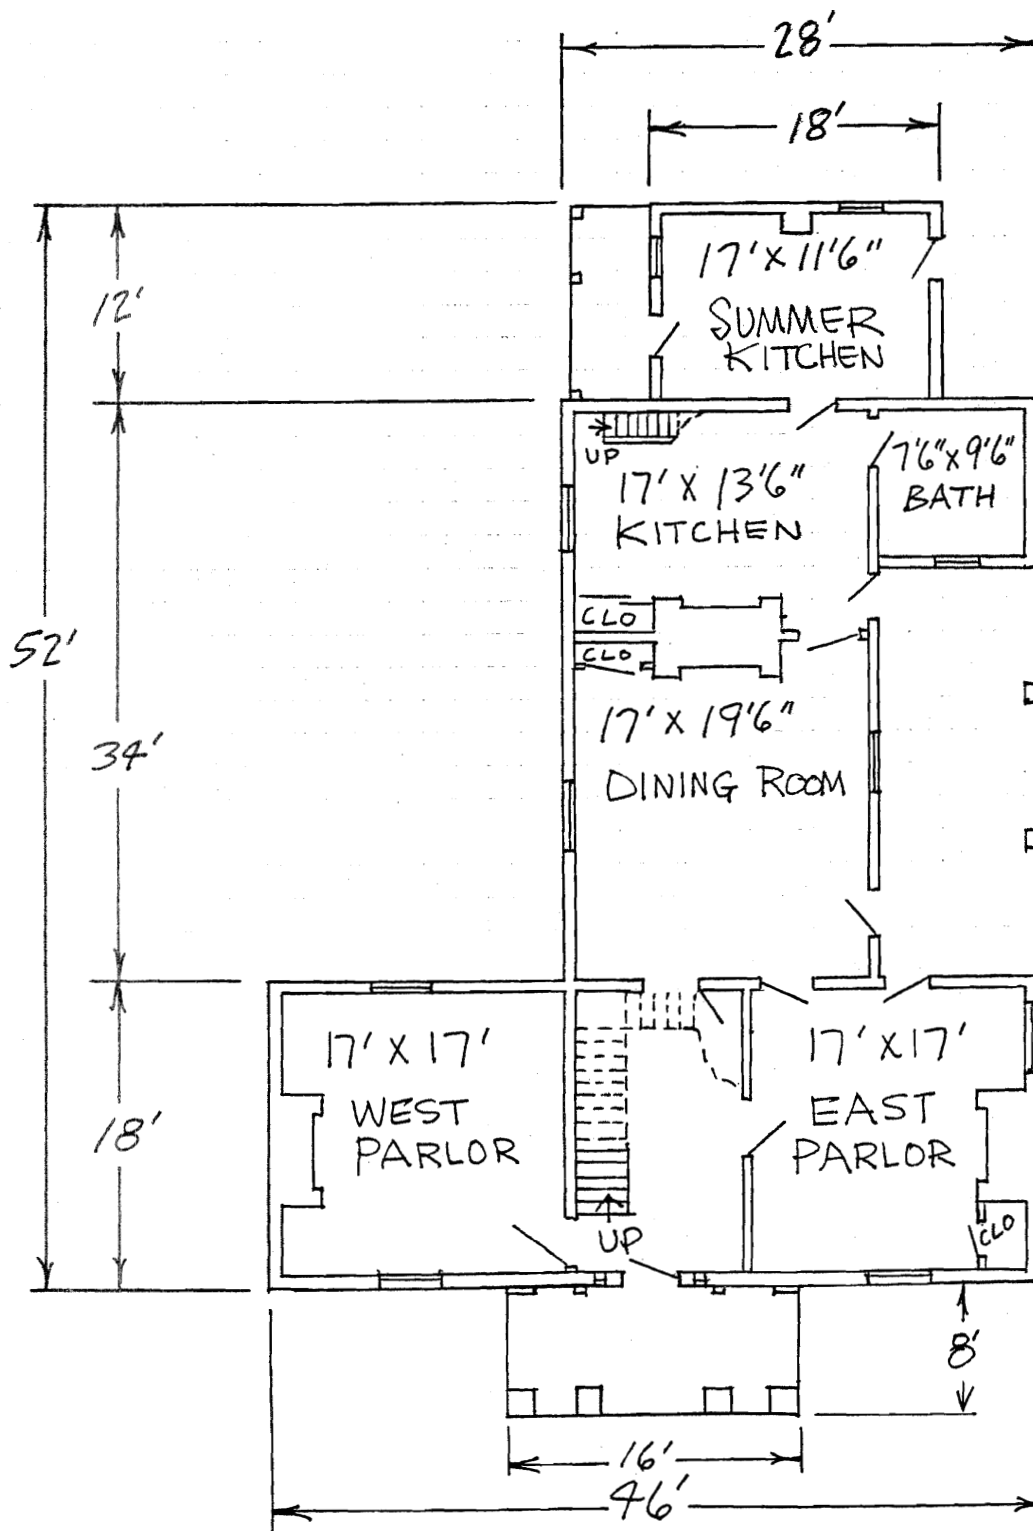 28'
18'
17' X 11'6"
12'
SUMMER
KITCHEN
UP
7'6" X 9'6"
BATH
17' X 13'6"
KITCHEN
CLO
52'
CLO
17' X 19'6"
34'
DINING ROOM
17' X 17'
17' X 17'
WEST
PARLOR
EAST
PARLOR
18'
CLO
UP
8'
16'
46'